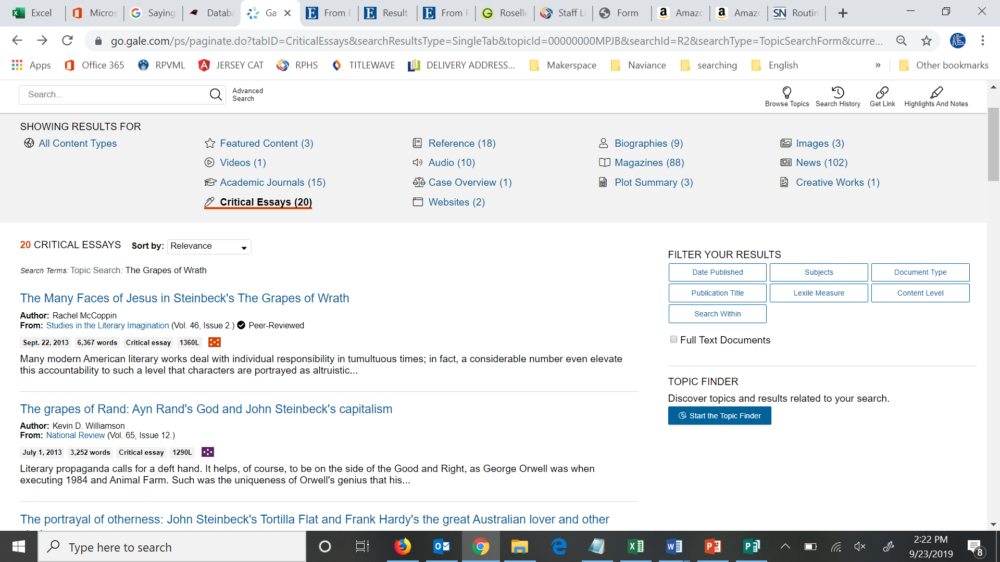 Excel
Micros
Saying
Databa
Ga
From
Result
From
Roselle
Staff Li
Form
Amazo
Amazo
Routin
go.gale.com/ps/paginate.do?tabID=CriticalEssays&searchResultsType=SingleTab&topicId=00000000MPJB&searchId=R2&searchType=TopicSearchForm&curre...
Apps Office 365 RPVML JERSEY CAT RPHS TITLEWAVE DELIVERY ADDRESS... Makerspace Naviance searching English » Other bookmarks
Search...
Advanced
Search
Browse Topics Search History Get Link Highlights And Notes
SHOWING RESULTS FOR
All Content Types Featured Content (3) Reference (18) Biographies (9) Images (3)
Videos (1) Audio (10) Magazines (88) News (102)
Academic Journals (15) Case Overview (1) Plot Summary (3) Creative Works (1)
Critical Essays (20) Websites (2)
20 CRITICAL ESSAYS Sort by: Relevance
Search Terms: Topic Search: The Grapes of Wrath
The Many Faces of Jesus in Steinbeck's The Grapes of Wrath
Author: Rachel McCoppin
From: Studies in the Literary Imagination (Vol. 46, Issue 2.) Peer-Reviewed
Sept. 22, 2013 6,367 words Critical essay 1360L
Many modern American literary works deal with individual responsibility in tumultuous times; in fact, a considerable number even elevate
this accountability to such a level that characters are portrayed as altruistic...
The grapes of Rand: Ayn Rand's God and John Steinbeck's capitalism
Author: Kevin D. Williamson
From: National Review (Vol. 65, Issue 12.)
July 1, 2013 3,252 words Critical essay 1290L
Literary propaganda calls for a deft hand. It helps, of course, to be on the side of the Good and Right, as George Orwell was when
executing 1984 and Animal Farm. Such was the uniqueness of Orwell's genius that his...
The portrayal of otherness: John Steinbeck's Tortilla Flat and Frank Hardy's the great Australian lover and other
FILTER YOUR RESULTS
Date Published Subjects Document Type
Publication Title Lexile Measure Content Level
Search Within
Full Text Documents
TOPIC FINDER
Discover topics and results related to your search.
Start the Topic Finder
Type here to search
2:22 PM
9/23/2019
8